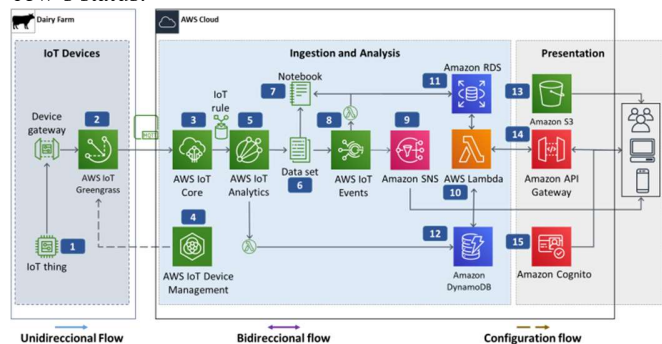 Dairy Farm
AWS Cloud
IoT Devices
Ingestion and Analysis
Presentation
Device
gateway
2
AWS IoT
Greengrass
1
IoT thing
3
AWS IoT
Core
IoT
rule
5
AWS IoT
Analytics
4
AWS IoT Device
Management
7
Notebook
Data set
6
8
AWS IoT
Events
9
Amazon SNS
11
Amazon RDS
AWS Lambda
10
12
Amazon
DynamoDB
13
Amazon S3
14
Amazon API
Gateway
15
Amazon Cognito
Unidireccional Flow
Bidireccional flow
Configuration flow